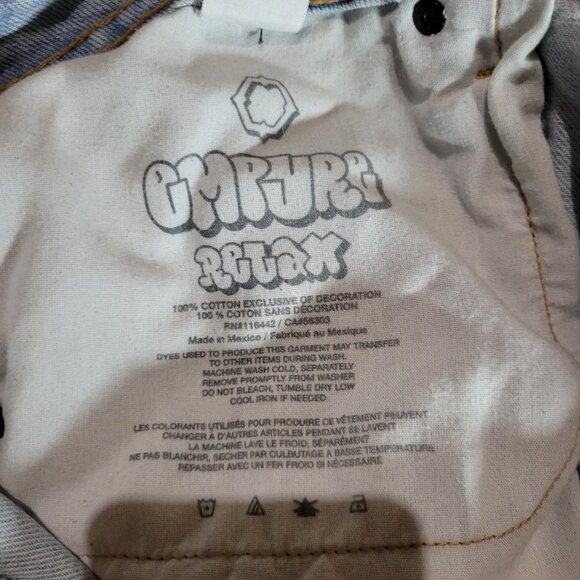 EMPYRE
RELAX
100% COTTON EXCLUSIVE OF DECORATION
100 % COTON SANS DÉCORATION
RN#116442 / CA#56303
Made in Mexico / Fabriqué au Mexique
DYES USED TO PRODUCE THIS GARMENT MAY TRANSFER
TO OTHER ITEMS DURING WASH.
MACHINE WASH COLD, SEPARATELY
REMOVE PROMPTLY FROM WASHER
DO NOT BLEACH, TUMBLE DRY LOW
COOL IRON IF NEEDED
LES COLORANTS UTILISÉS POUR PRODUIRE CE VÊTEMENT PEUVENT
CHANGER À D'AUTRES ARTICLES PENDANT SE LAVENT
LA MACHINE LAVE LE FROID, SÉPARÉMENT
NE PAS BLANCHIR, SÉCHER PAR CULBUTAGE A BASSE TEMPERATURE
REPASSER AVEC UN FER FROID SI NÉCESSAIRE